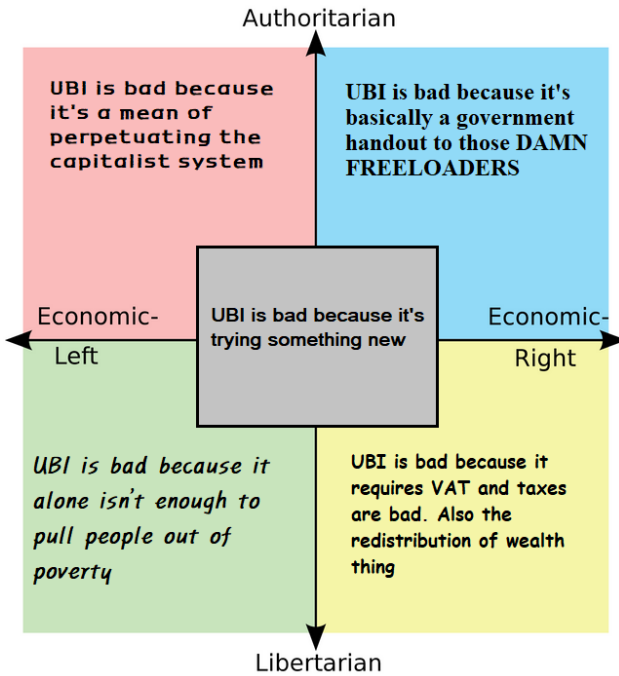 Authoritarian
UBI is bad because
it's a mean of
perpetuating the
capitalist system
UBI is bad because it's
basically a government
handout to those DAMN
FREELOADERS
Economic-
Left
UBI is bad because it's
trying something new
Economic-
Right
UBI is bad because it
alone isn't enough to
pull people out of
poverty
UBI is bad because it
requires VAT and taxes
are bad. Also the
redistribution of wealth
thing
Libertarian